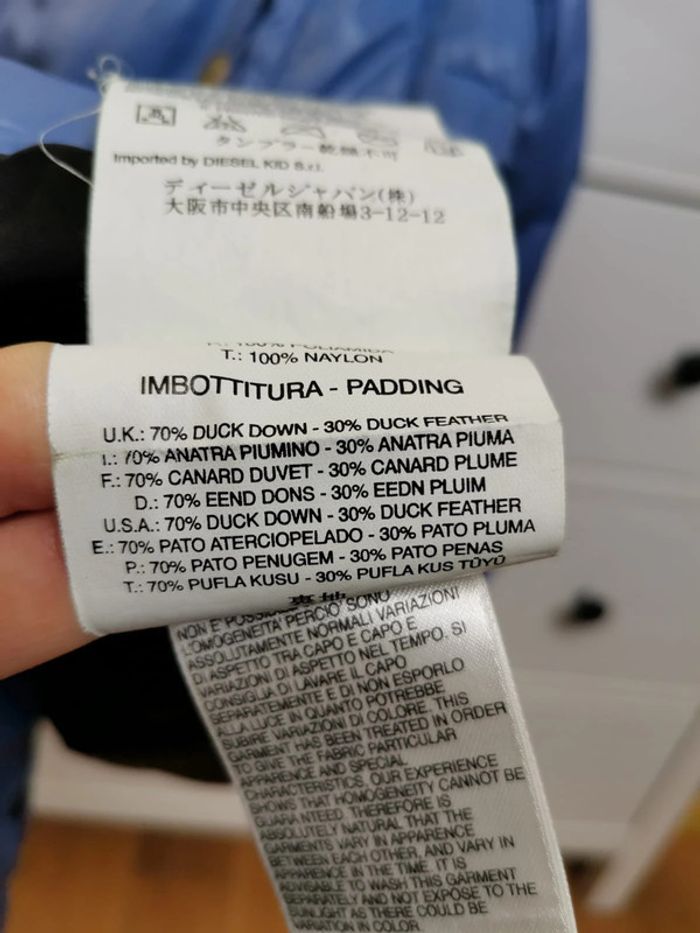 タンブラー乾燥不可
Imported by DIESEL KID S.r.l.
ディーゼルジャパン(株)
大阪市中央区南船場3-12-12
100% POLIAMIDA
T.: 100% NAYLON
IMBOTTITURA - PADDING
U.K.: 70% DUCK DOWN - 30% DUCK FEATHER
I.: 70% ANATRA PIUMINO - 30% ANATRA PIUMA
F.: 70% CANARD DUVET - 30% CANARD PLUME
D.: 70% EEND DONS - 30% EEDN PLUIM
U.S.A.: 70% DUCK DOWN - 30% DUCK FEATHER
E.: 70% PATO ATERCIOPELADO - 30% PATO PLUMA
P.: 70% PATO PENUGEM - 30% PATO PENAS
T.: 70% PUFLA KUSU - 30% PUFLA KUS TÜYÜ
NON E' POSSIBILE
L'OMOGENEITA' PERCIO' SONO
ASSOLUTAMENTE NORMALI VARIAZIONI
DI ASPETTO TRA CAPO E CAPO E
VARIAZIONI DI ASPETTO NEL TEMPO. SI
CONSIGLIA DI LAVARE IL CAPO
SEPARATAMENTE E DI NON ESPORLO
ALLA LUCE IN QUANTO POTREBBE
SUBIRE VARIAZIONI DI COLORE. THIS
GARMENT HAS BEEN TREATED IN ORDER
TO GIVE THE FABRIC PARTICULAR
APPARENCE AND SPECIAL
CHARACTERISTICS. OUR EXPERIENCE
SHOWS THAT HOMOGENEITY CANNOT BE
GUARANTEED. THEREFORE IS
ABSOLUTELY NATURAL THAT THE
GARMENTS VARY IN APPARENCE
BETWEEN EACH OTHER, AND VARY IN
APPARENCE IN THE TIME. IT IS
ADVISABLE TO WASH THIS GARMENT
SEPARATELY AND NOT EXPOSE TO THE
SUNLIGHT AS THERE COULD BE
VARIATION IN COLOR